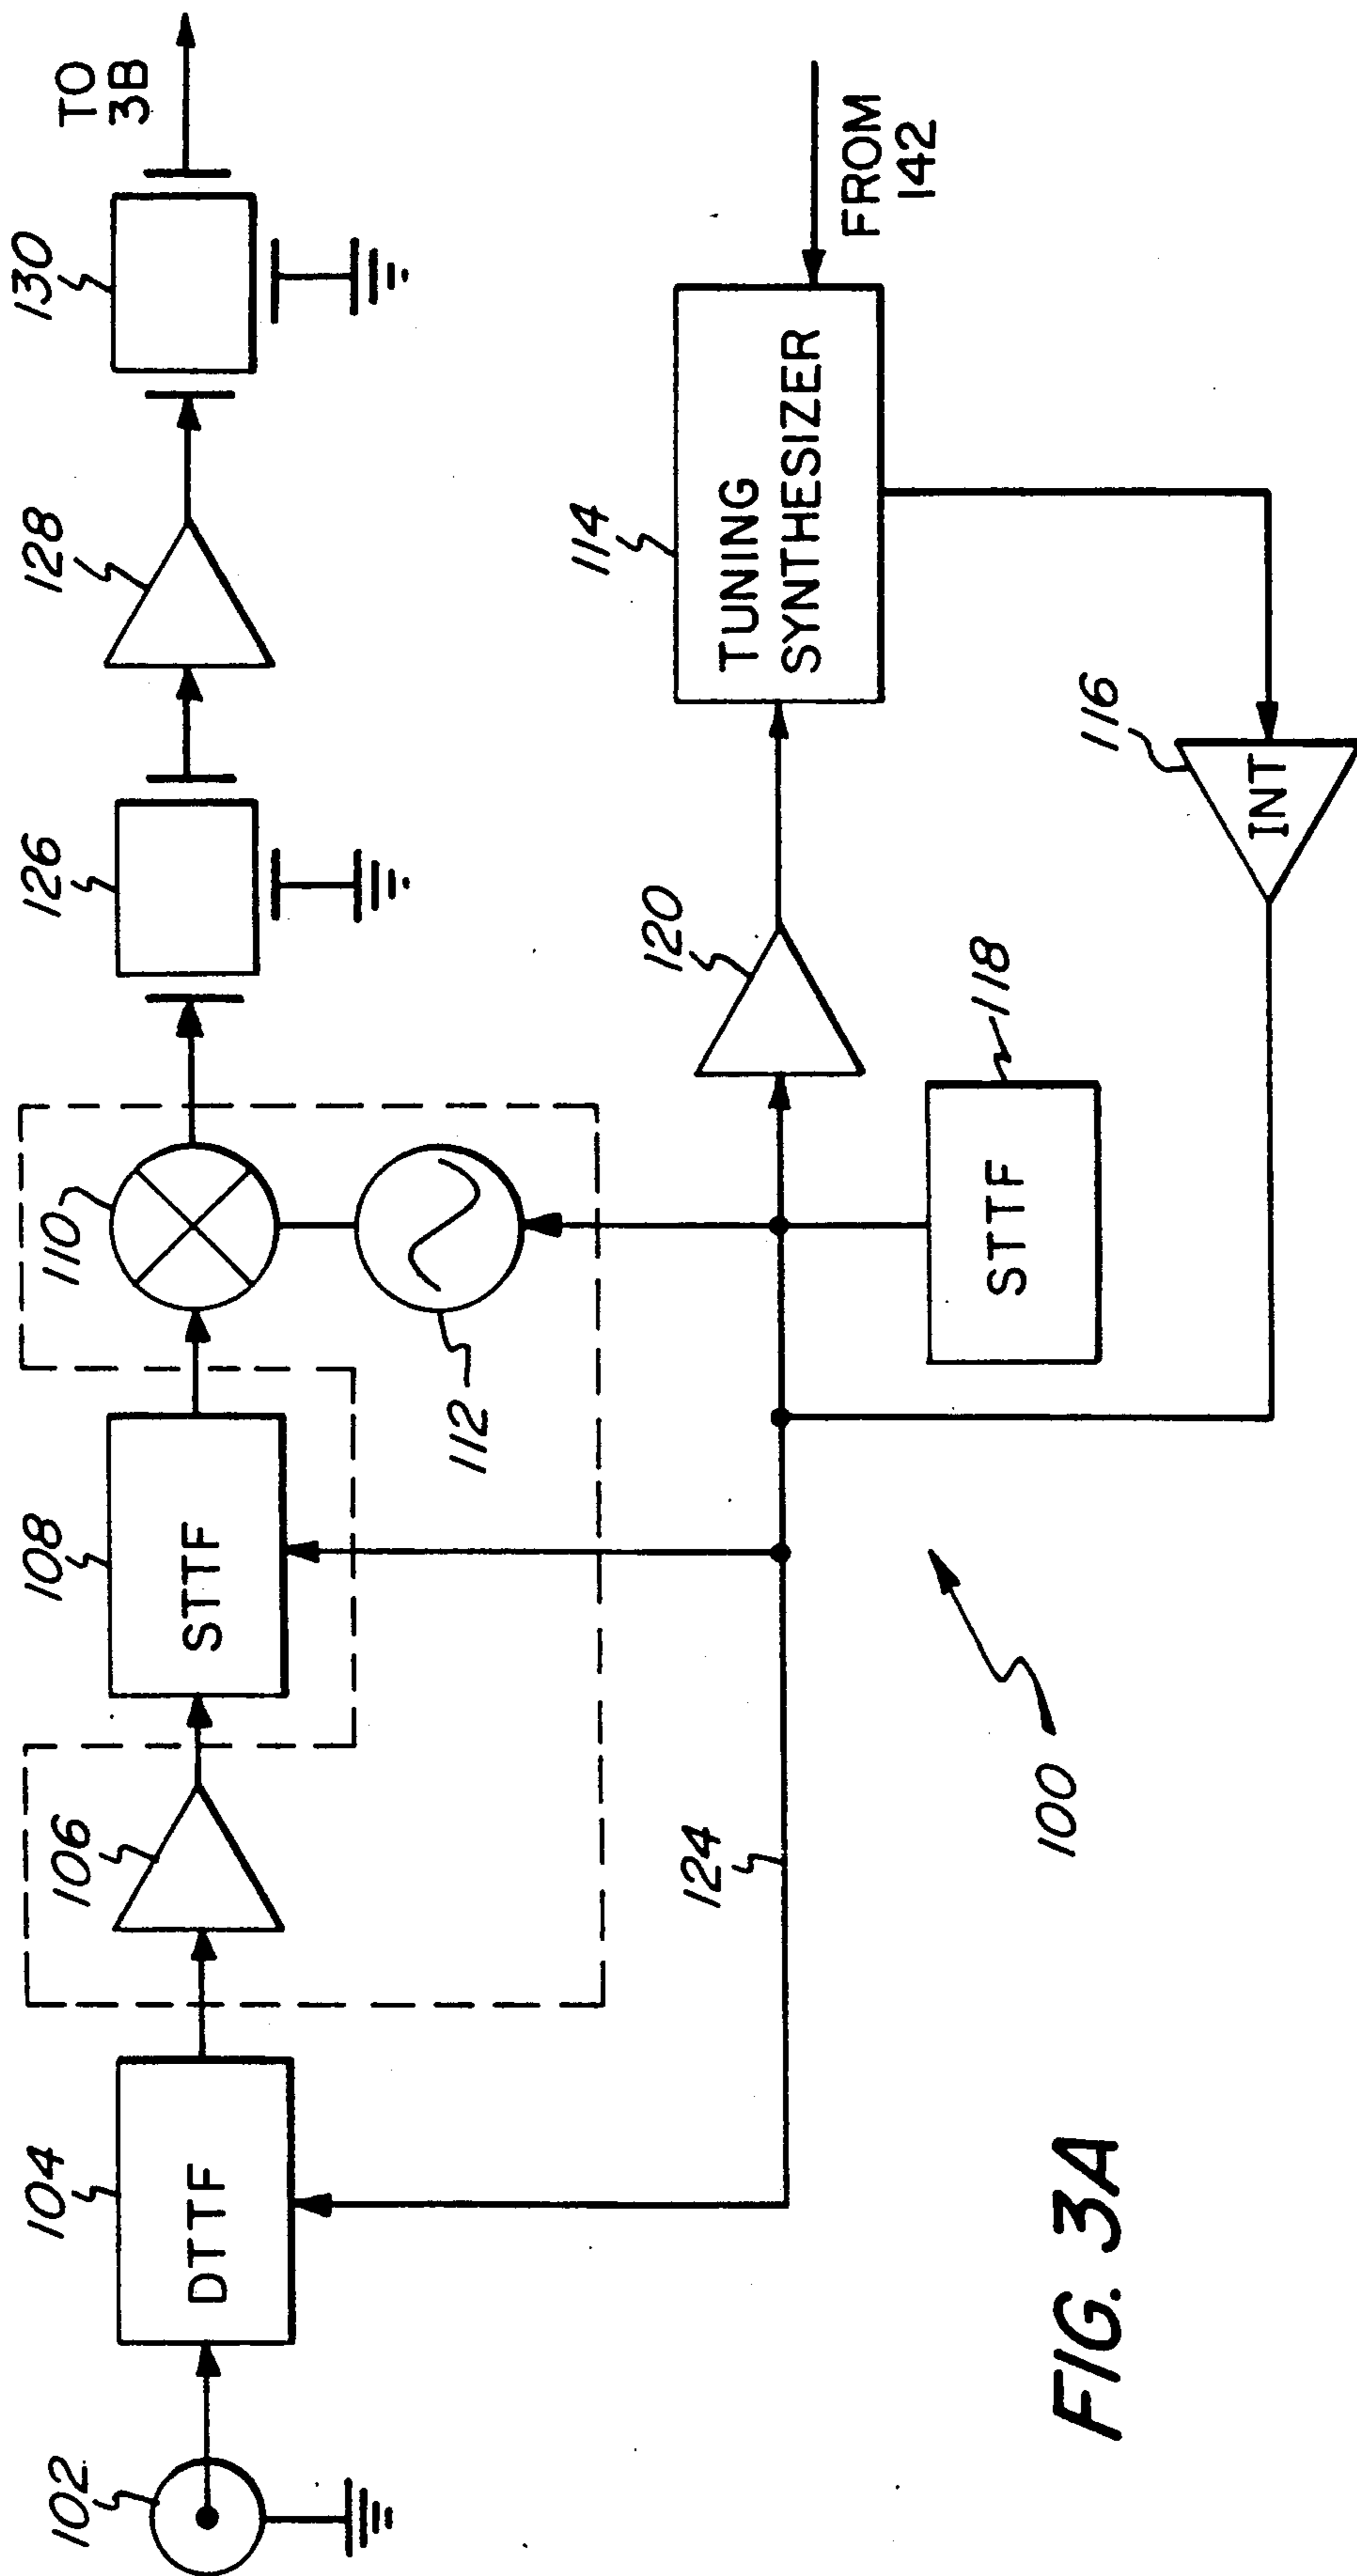 102
104
DTTF
106
108
STTF
110
112
126
128
130
TO
3B
124
100
STTF
118
120
114
TUNING
SYNTHESIZER
FROM
142
116
INT
FIG. 3A